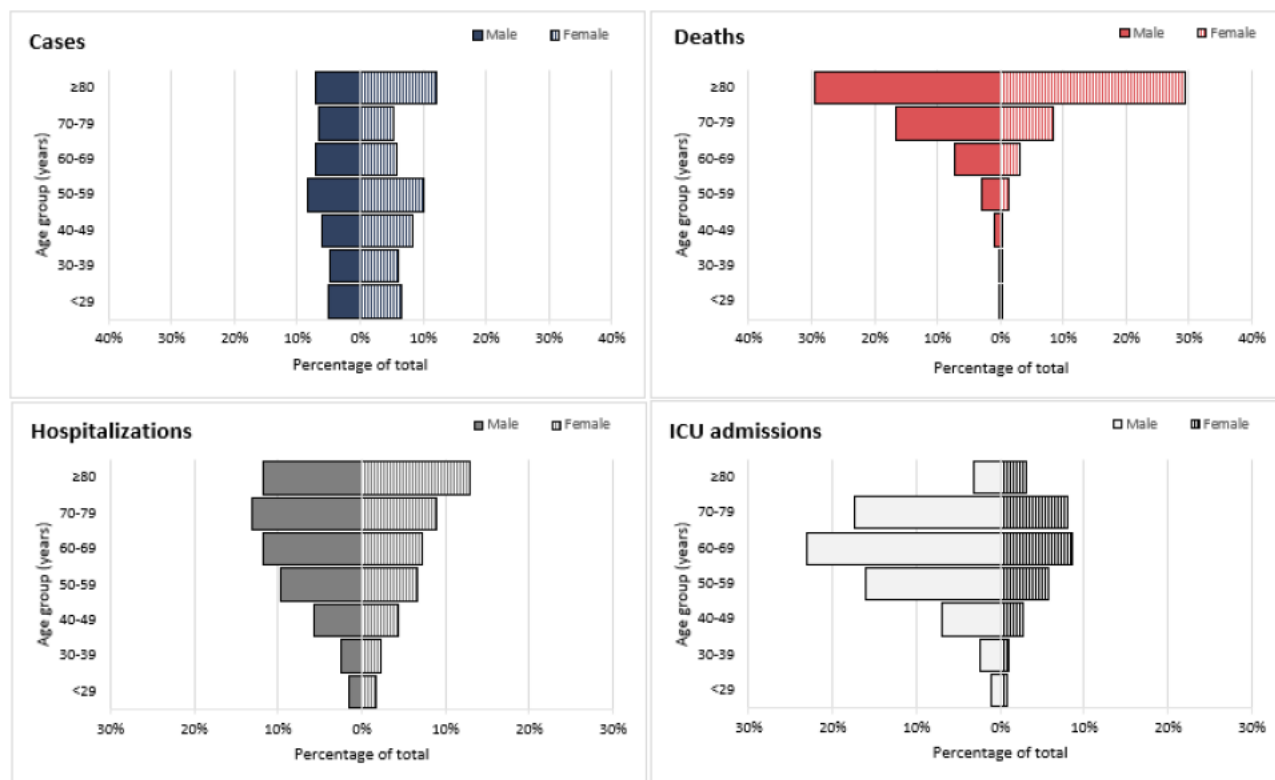 Cases
Male Female
Age group (years)
≥80
70-79
60-69
50-59
40-49
30-39
<29
40% 30% 20% 10% 0% 10% 20% 30% 40%
Percentage of total
Deaths
Male Female
Age group (years)
≥80
70-79
60-69
50-59
40-49
30-39
<29
40% 30% 20% 10% 0% 10% 20% 30% 40%
Percentage of total
Hospitalizations
Male Female
Age group (years)
≥80
70-79
60-69
50-59
40-49
30-39
<29
30% 20% 10% 0% 10% 20% 30%
Percentage of total
ICU admissions
Male Female
Age group (years)
≥80
70-79
60-69
50-59
40-49
30-39
<29
30% 20% 10% 0% 10% 20% 30%
Percentage of total